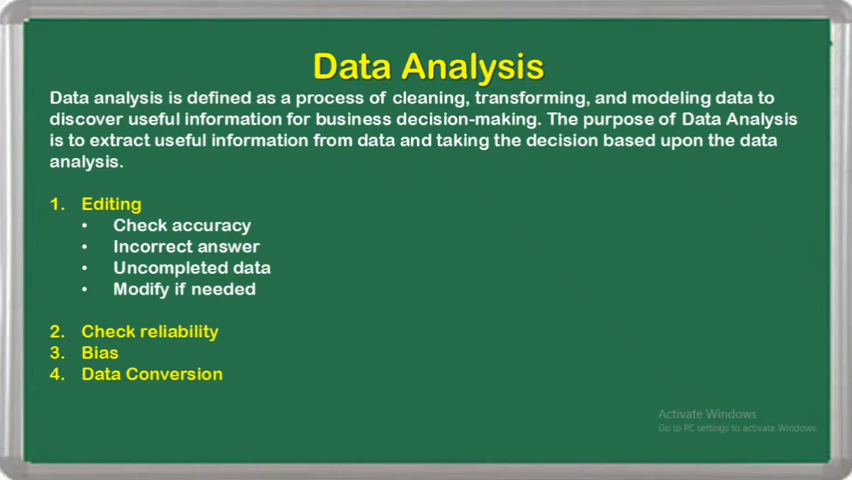 Data Analysis
Data analysis is defined as a process of cleaning, transforming, and modeling data to
discover useful information for business decision-making. The purpose of Data Analysis
is to extract useful information from data and taking the decision based upon the data
analysis.
1. Editing
• Check accuracy
• Incorrect answer
• Uncompleted data
• Modify if needed
2. Check reliability
3. Bias
4. Data Conversion
Activate Windows
Go to PC settings to activate Windows.